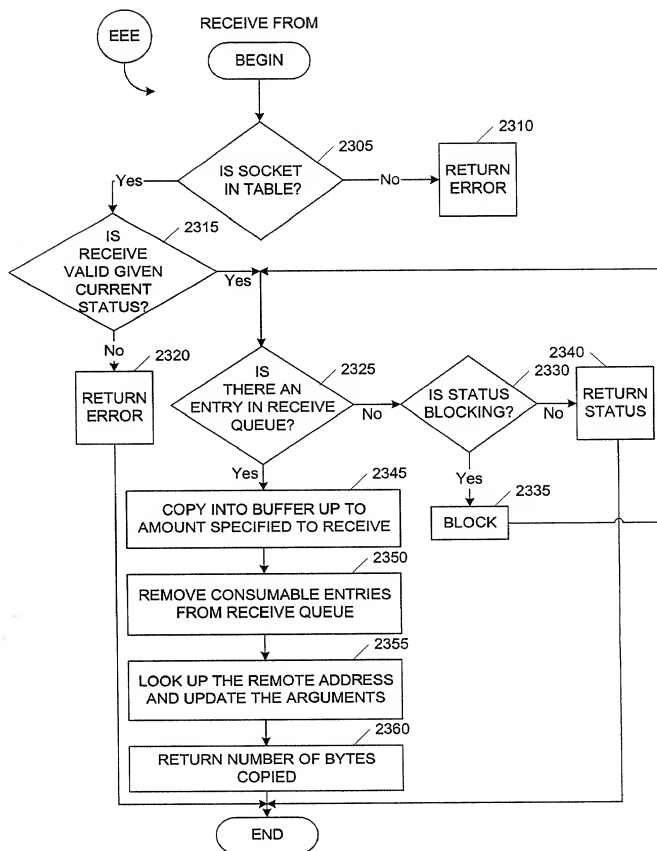 EEE
RECEIVE FROM
BEGIN
2305
IS SOCKET
IN TABLE?
2310
RETURN
ERROR
No
Yes
2315
IS
RECEIVE
VALID GIVEN
CURRENT
STATUS?
Yes
No
2320
RETURN
ERROR
2325
IS
THERE AN
ENTRY IN RECEIVE
QUEUE?
No
2330
IS STATUS
BLOCKING?
No
2340
RETURN
STATUS
Yes
2335
BLOCK
Yes
2345
COPY INTO BUFFER UP TO
AMOUNT SPECIFIED TO RECEIVE
2350
REMOVE CONSUMABLE ENTRIES
FROM RECEIVE QUEUE
2355
LOOK UP THE REMOTE ADDRESS
AND UPDATE THE ARGUMENTS
2360
RETURN NUMBER OF BYTES
COPIED
END